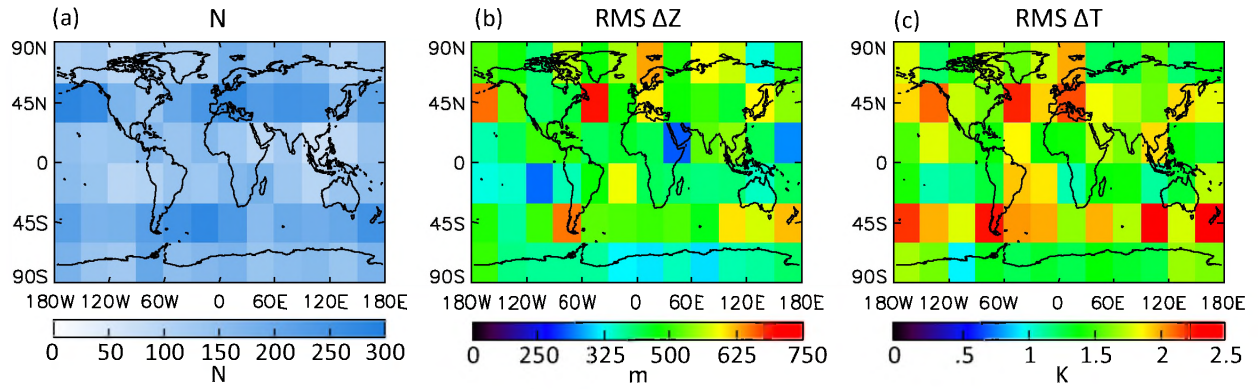 (a) N
(b) RMS ΔZ
(c) RMS ΔT
90N
45N
0
45S
90S
180W 120W 60W 0 60E 120E 180E
0 50 100 150 200 250 300
N
90N
45N
0
45S
90S
180W 120W 60W 0 60E 120E 180E
0 250 325 500 625 750
m
90N
45N
0
45S
90S
180W 120W 60W 0 60E 120E 180E
0 .5 1 1.5 2 2.5
K